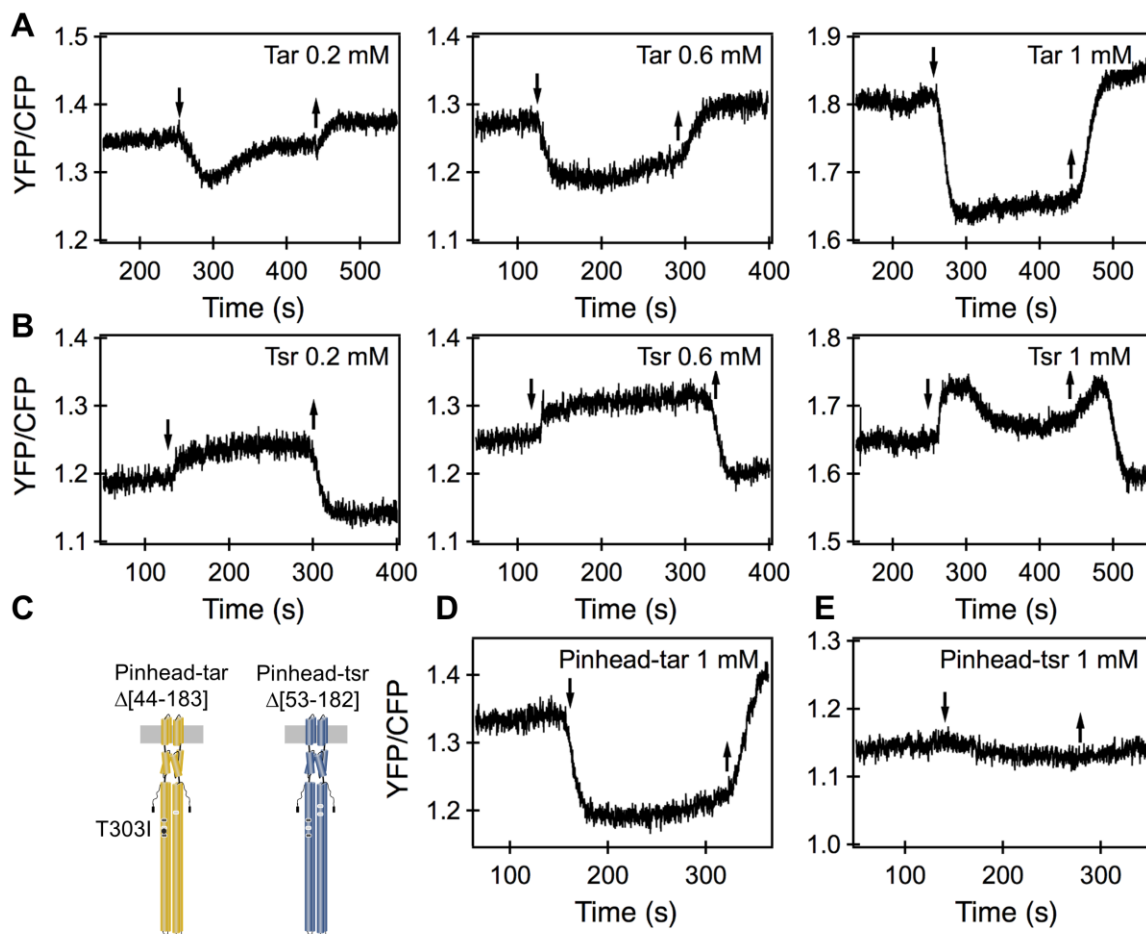 A
Tar 0.2 mM
Tar 0.6 mM
Tar 1 mM
YFP/CFP
1.5
1.4
1.3
1.2
200 300 400 500
Time (s)
1.4
1.3
1.2
1.1
100 200 300 400
Time (s)
1.9
1.8
1.7
1.6
200 300 400 500
Time (s)
B
Tsr 0.2 mM
Tsr 0.6 mM
Tsr 1 mM
YFP/CFP
1.4
1.3
1.2
1.1
100 200 300 400
Time (s)
1.4
1.3
1.2
1.1
100 200 300 400
Time (s)
1.8
1.7
1.6
1.5
200 300 400 500
Time (s)
C
Pinhead-tar
Δ[44-183]
Pinhead-tsr
Δ[53-182]
T303I
D
Pinhead-tar 1 mM
YFP/CFP
1.4
1.3
1.2
100 200 300
Time (s)
E
Pinhead-tsr 1 mM
1.3
1.2
1.1
1.0
100 200 300
Time (s)